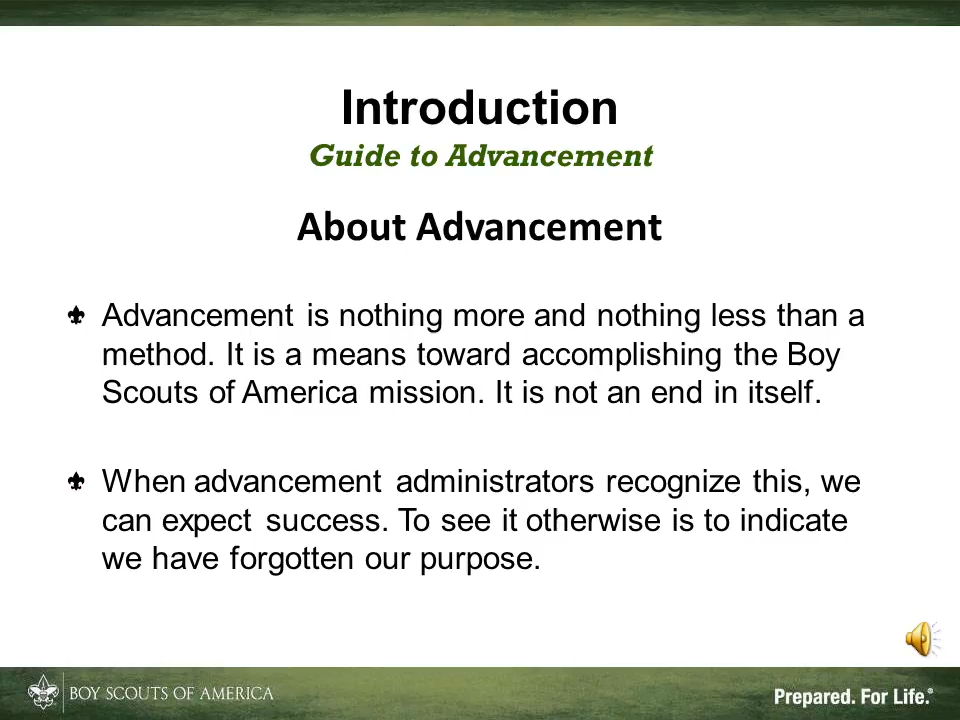 Introduction
Guide to Advancement
About Advancement
Advancement is nothing more and nothing less than a
method. It is a means toward accomplishing the Boy
Scouts of America mission. It is not an end in itself.
When advancement administrators recognize this, we
can expect success. To see it otherwise is to indicate
we have forgotten our purpose.
BOY SCOUTS OF AMERICA
Prepared. For Life.®